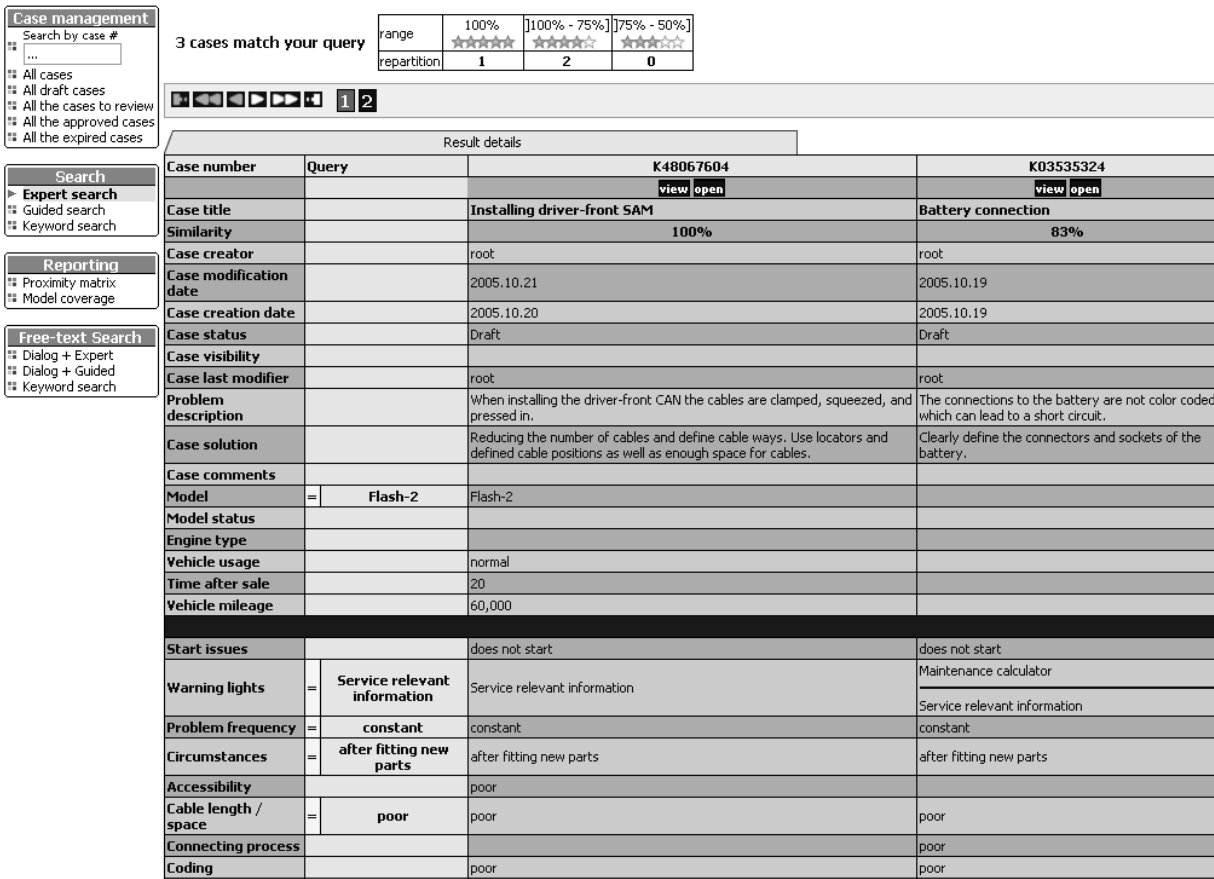 Case management
Search by case #
...
All cases
All draft cases
All the cases to review
All the approved cases
All the expired cases
Search
Expert search
Guided search
Keyword search
Reporting
Proximity matrix
Model coverage
Free-text Search
Dialog + Expert
Dialog + Guided
Keyword search
3 cases match your query
range 100% ]100% - 75%] ]75% - 50%]
repartition 1 2 0
1 2
Result details
Case number Query K48067604 K03535324
view open view open
Case title Installing driver-front SAM Battery connection
Similarity 100% 83%
Case creator root root
Case modification
date 2005.10.21 2005.10.19
Case creation date 2005.10.20 2005.10.19
Case status Draft Draft
Case visibility
Case last modifier root root
Problem
description When installing the driver-front CAN the cables are clamped, squeezed, and The connections to the battery are not color coded
pressed in. which can lead to a short circuit.
Case solution Reducing the number of cables and define cable ways. Use locators and Clearly define the connectors and sockets of the
defined cable positions as well as enough space for cables. battery.
Case comments
Model = Flash-2 Flash-2
Model status
Engine type
Vehicle usage normal
Time after sale 20
Vehicle mileage 60,000
Start issues does not start does not start
Warning lights = Service relevant
information Service relevant information Maintenance calculator
Service relevant information
Problem frequency = constant constant constant
Circumstances = after fitting new
parts after fitting new parts after fitting new parts
Accessibility poor
Cable length /
space = poor poor poor
Connecting process poor
Coding poor poor